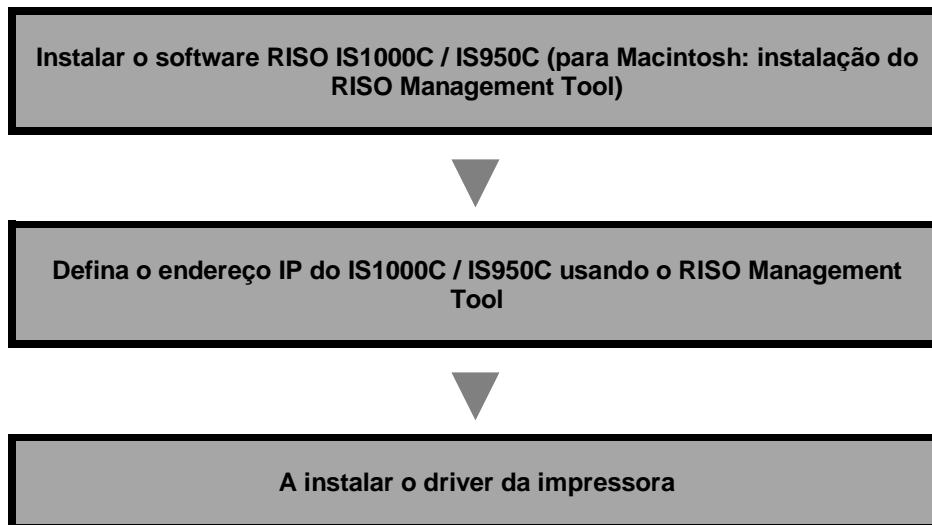 Instalar o software RISO IS1000C / IS950C (para Macintosh: instalação do
RISO Management Tool)
Defina o endereço IP do IS1000C / IS950C usando o RISO Management
Tool
A instalar o driver da impressora